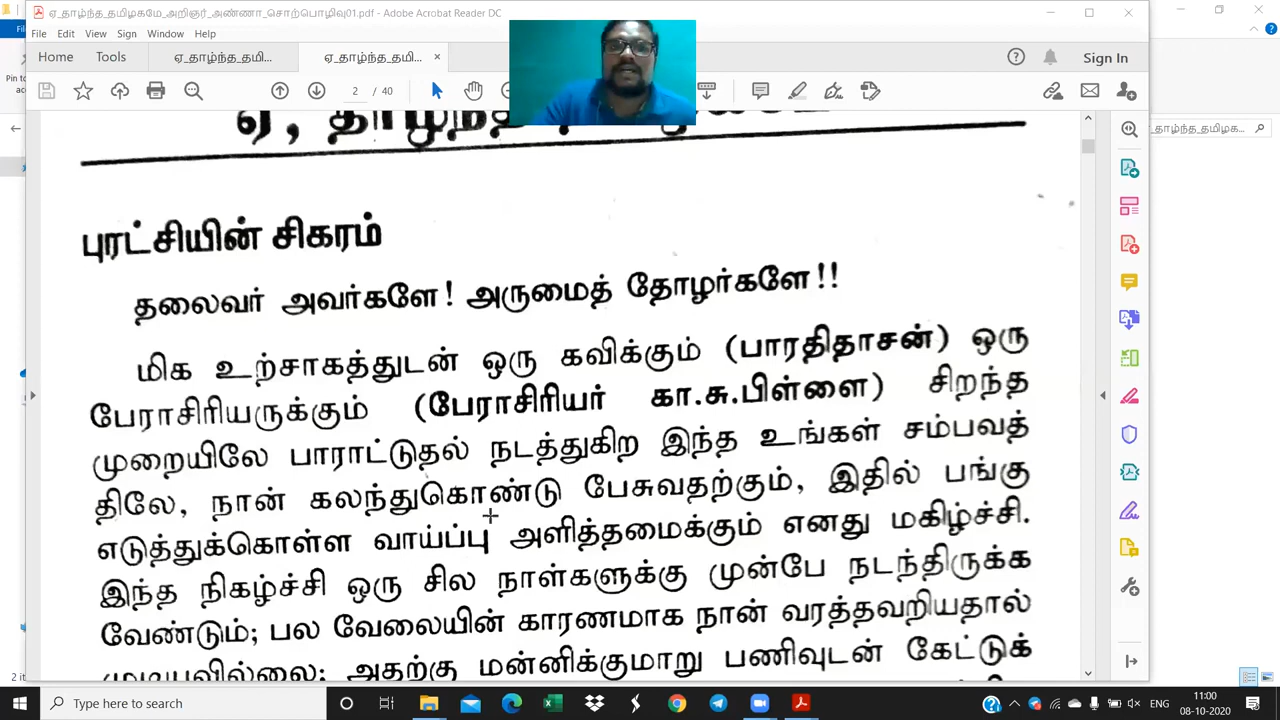 ஏ_தாழ்ந்த_தமிழகமே_அறிஞர்_அண்ணா_சொற்பொழிவு01.pdf - Adobe Acrobat Reader DC
File Edit View Sign Window Help
Home Tools ஏ_தாழ்ந்த_தமி... ஏ_தாழ்ந்த_தமி... × Sign In
2 / 40
_தாழ்ந்த_தமிழக...
ஏ, தாழ்ந்த
புரட்சியின் சிகரம்
தலைவர் அவர்களே! அருமைத் தோழர்களே!!
மிக உற்சாகத்துடன் ஒரு கவிக்கும் (பாரதிதாசன்) ஒரு
பேராசிரியருக்கும் (பேராசிரியர் கா.சு.பிள்ளை) சிறந்த
முறையிலே பாராட்டுதல் நடத்துகிற இந்த உங்கள் சம்பவத்
திலே, நான் கலந்துகொண்டு பேசுவதற்கும், இதில் பங்கு
எடுத்துக்கொள்ள வாய்ப்பு அளித்தமைக்கும் எனது மகிழ்ச்சி.
இந்த நிகழ்ச்சி ஒரு சில நாள்களுக்கு முன்பே நடந்திருக்க
வேண்டும்; பல வேலையின் காரணமாக நான் வரத்தவறியதால்
முடியவில்லை; அதற்கு மன்னிக்குமாறு பணிவுடன் கேட்டுக்
Type here to search
ENG 11:00
08-10-2020